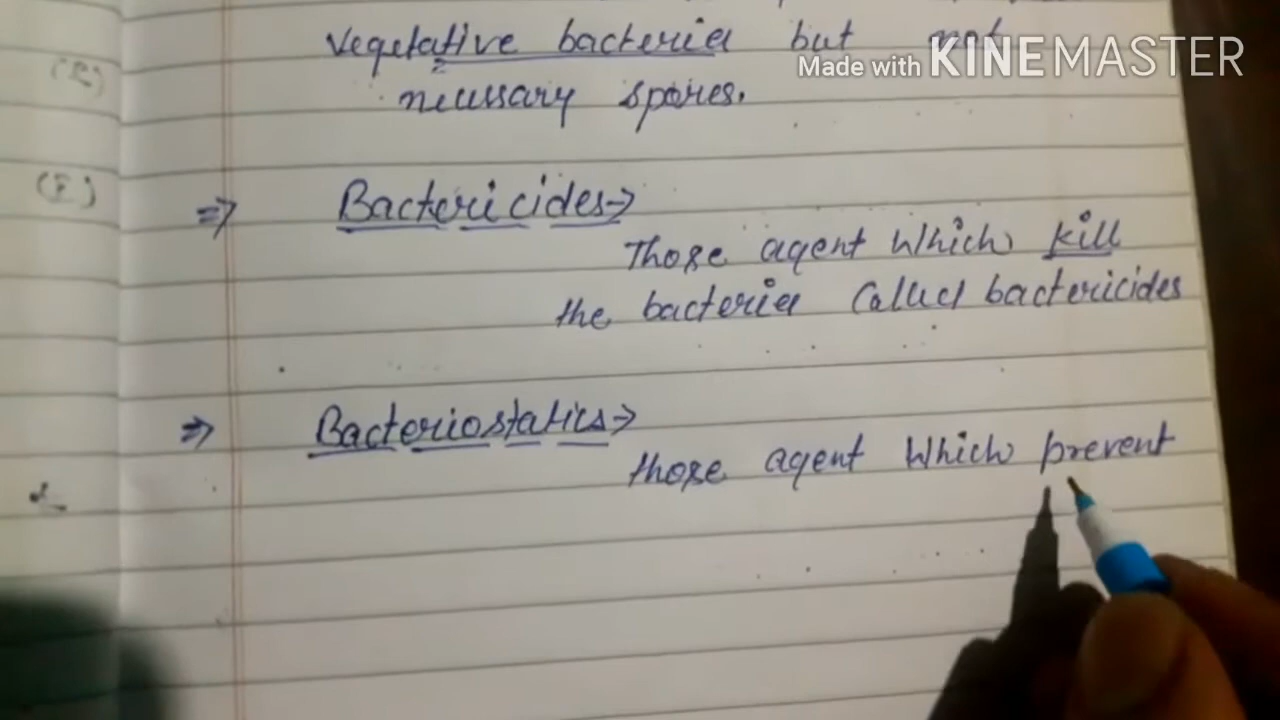 vegetative bacteria but not
Made with KINEMASTER
necessary spores.
⇒ Bactericides→
Those agent which kill
the bacteria called bactericides
⇒ Bacteriostatics→
those agent which prevent